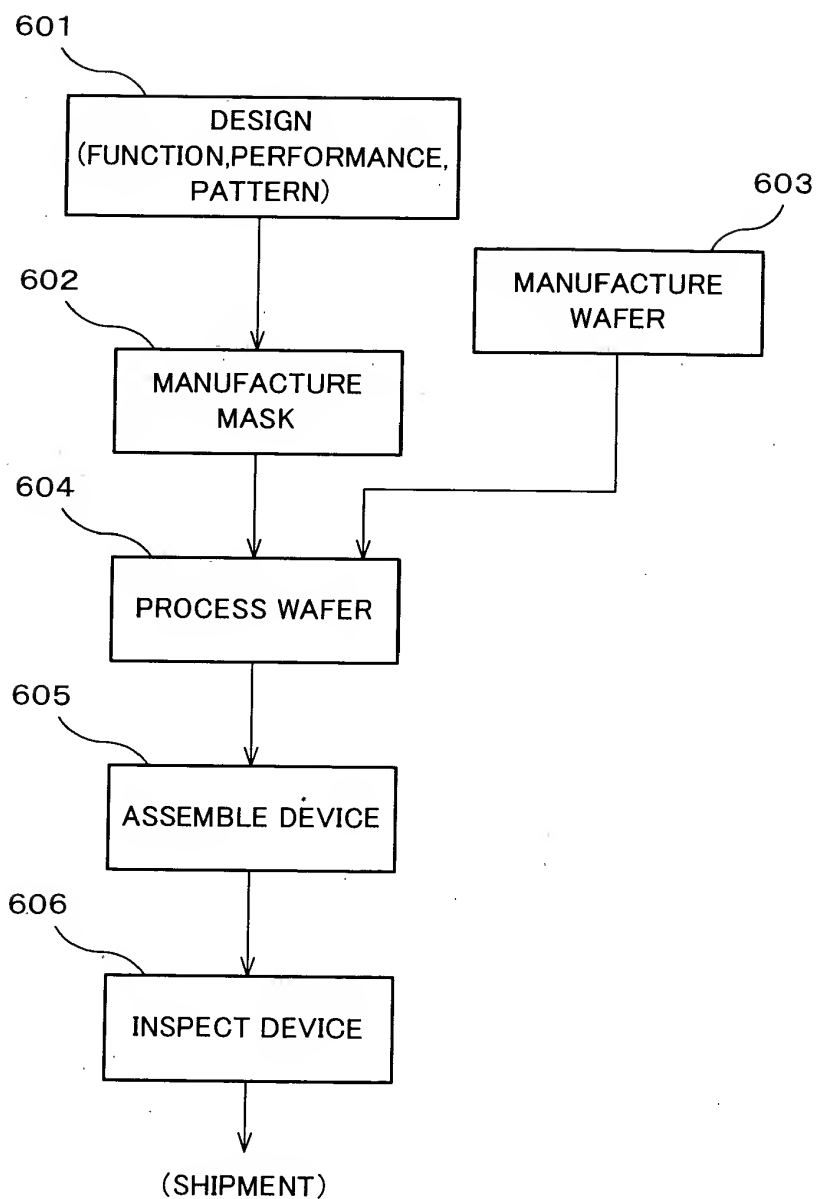 601
DESIGN
(FUNCTION,PERFORMANCE,
PATTERN)
603
MANUFACTURE
WAFER
602
MANUFACTURE
MASK
604
PROCESS WAFER
605
ASSEMBLE DEVICE
606
INSPECT DEVICE
(SHIPMENT)